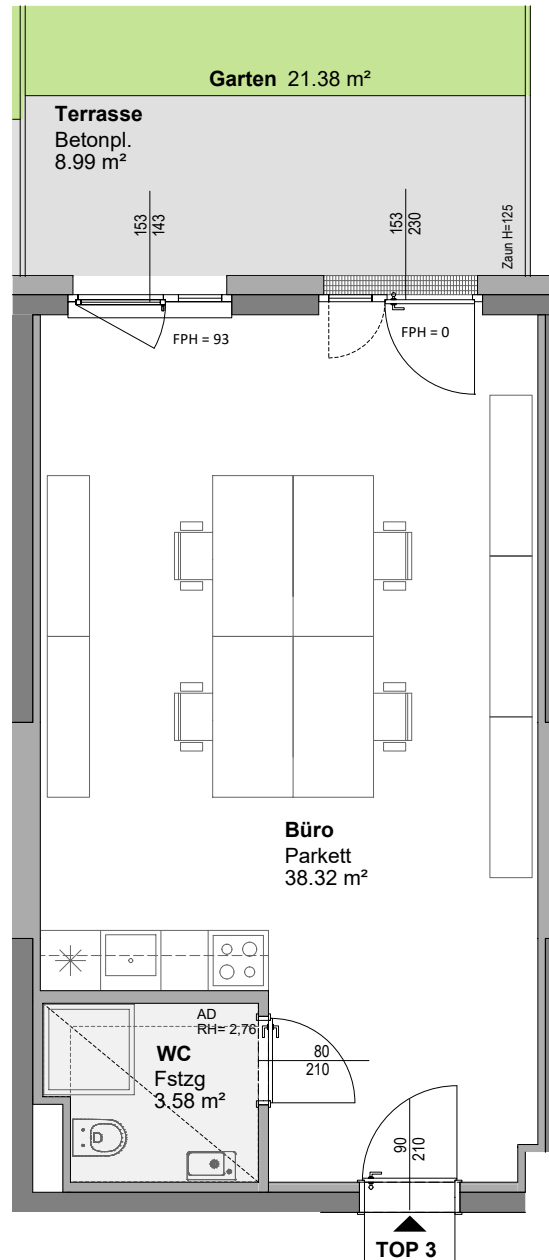 Garten 21.38 m²
Terrasse
Betonpl.
8.99 m²
153
143
153
230
Zaun H=125
FPH = 93
FPH = 0
Büro
Parkett
38.32 m²
AD
RH= 2,76
WC
Fstzg
3.58 m²
80
210
90
210
TOP 3